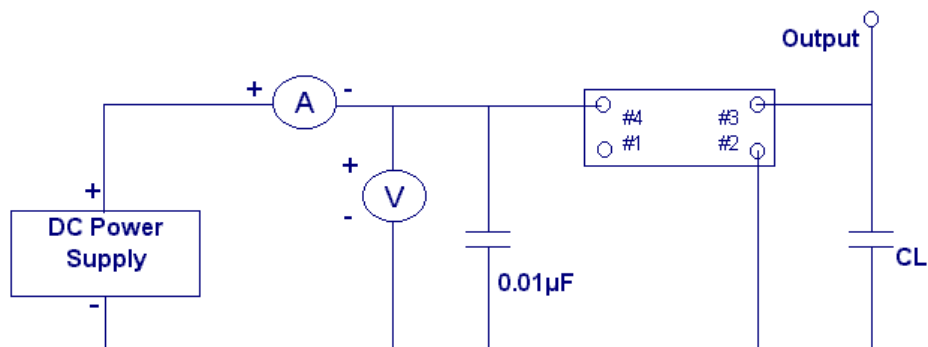 Output
+
A
-
#4
#3
#1
#2
+
V
-
+
DC Power
Supply
-
0.01µF
CL